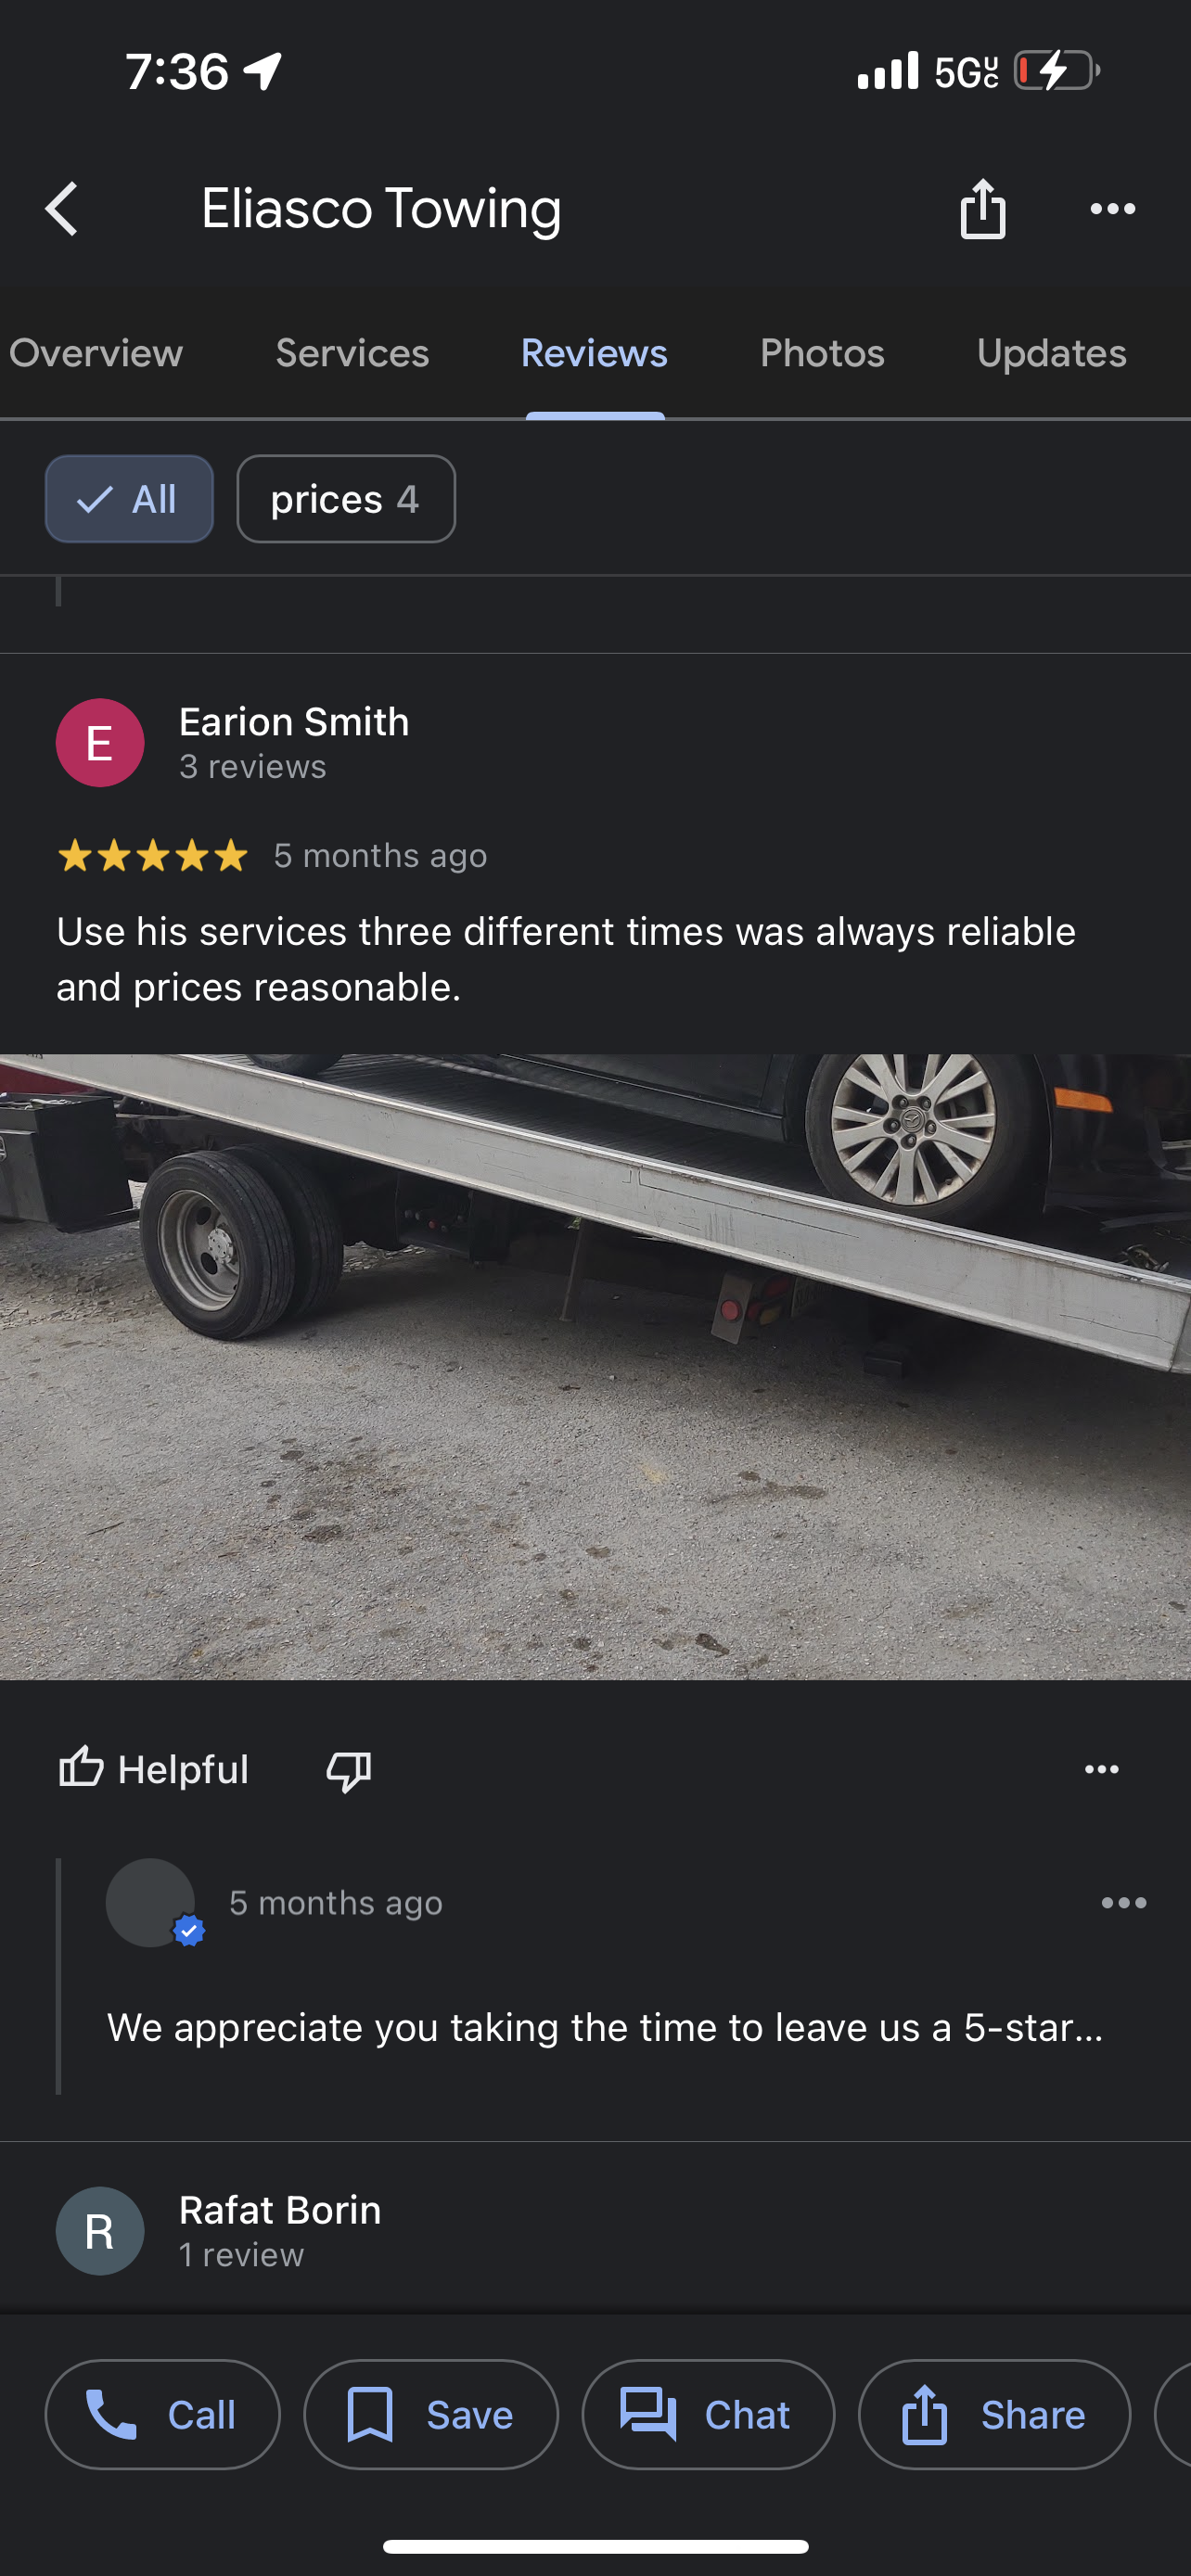 7:36
5G UC
Eliasco Towing
Overview Services Reviews Photos Updates
All prices 4
E
Earion Smith
3 reviews
5 months ago
Use his services three different times was always reliable
and prices reasonable.
Helpful
5 months ago
We appreciate you taking the time to leave us a 5-star...
R
Rafat Borin
1 review
Call Save Chat Share